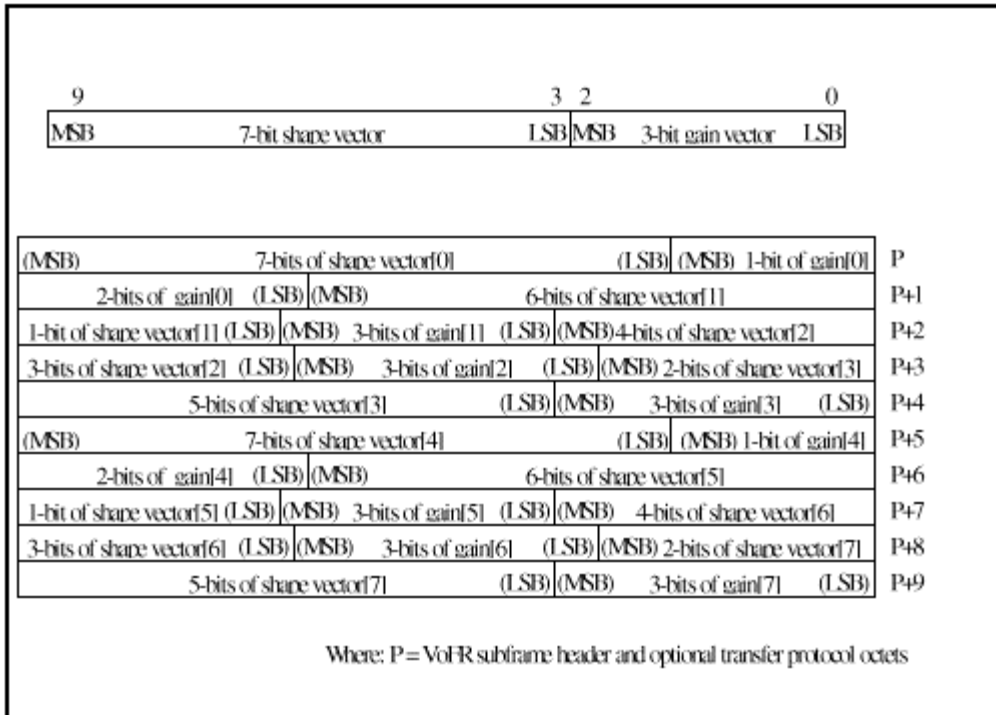 9 3 2 0
MSB 7-bit shape vector LSB MSB 3-bit gain vector LSB
(MSB) 7-bits of shape vector[0] (LSB) (MSB) 1-bit of gain[0] P
2-bits of gain[0] (LSB) (MSB) 6-bits of shape vector[1] P+1
1-bit of shape vector[1] (LSB) (MSB) 3-bits of gain[1] (LSB) (MSB) 4-bits of shape vector[2] P+2
3-bits of shape vector[2] (LSB) (MSB) 3-bits of gain[2] (LSB) (MSB) 2-bits of shape vector[3] P+3
5-bits of shape vector[3] (LSB) (MSB) 3-bits of gain[3] (LSB) P+4
(MSB) 7-bits of shape vector[4] (LSB) (MSB) 1-bit of gain[4] P+5
2-bits of gain[4] (LSB) (MSB) 6-bits of shape vector[5] P+6
1-bit of shape vector[5] (LSB) (MSB) 3-bits of gain[5] (LSB) (MSB) 4-bits of shape vector[6] P+7
3-bits of shape vector[6] (LSB) (MSB) 3-bits of gain[6] (LSB) (MSB) 2-bits of shape vector[7] P+8
5-bits of shape vector[7] (LSB) (MSB) 3-bits of gain[7] (LSB) P+9
Where: P = VoFR subframe header and optional transfer protocol octets